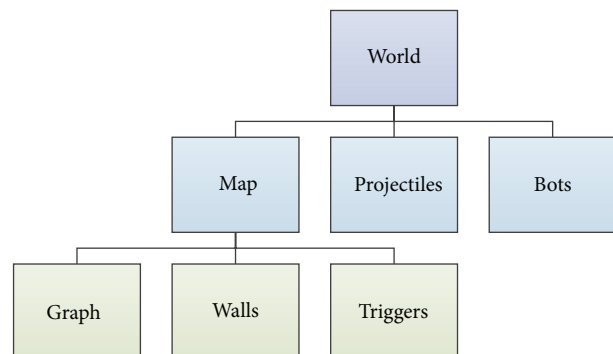 World
Map
Projectiles
Bots
Graph
Walls
Triggers